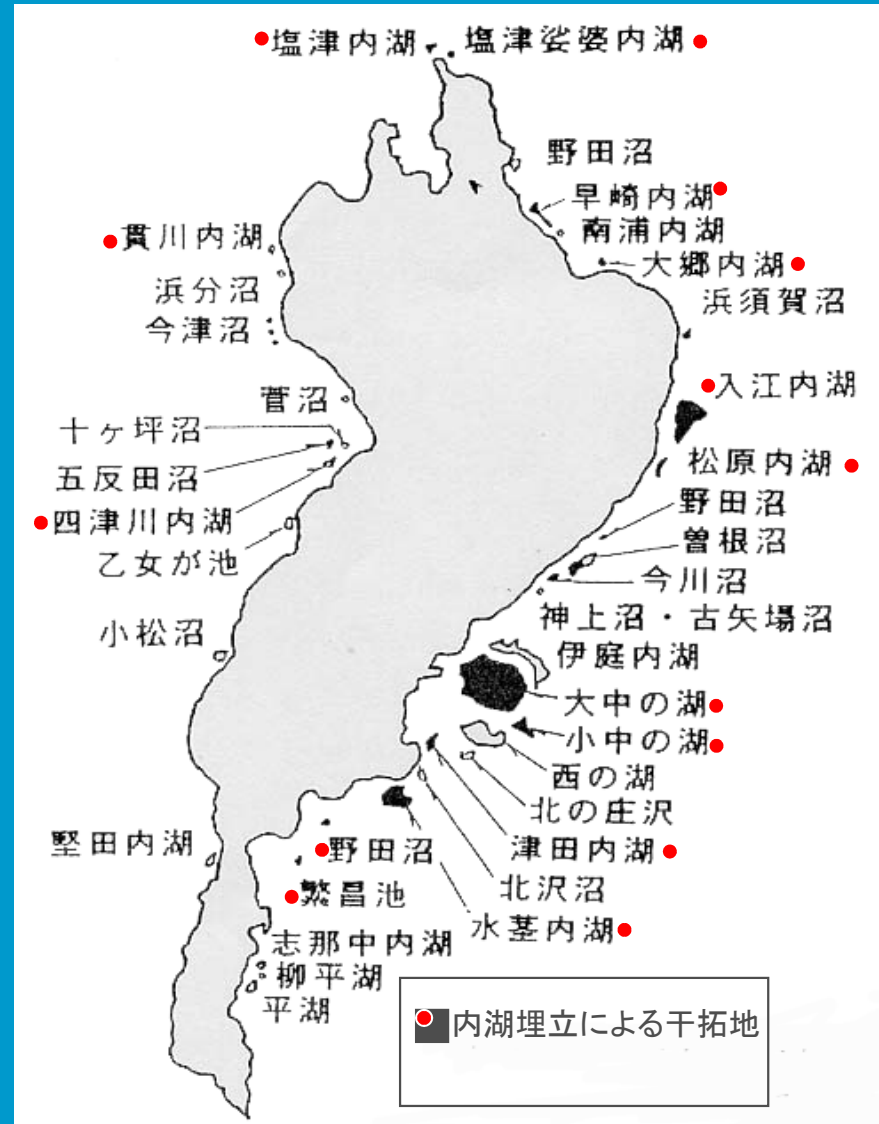 塩津内湖
塩津娑婆内湖
野田沼
早崎内湖
南浦内湖
貫川内湖
大郷内湖
浜分沼
浜須賀沼
今津沼
入江内湖
菅沼
十ヶ坪沼
松原内湖
五反田沼
野田沼
四津川内湖
曽根沼
乙女が池
今川沼
神上沼・古矢場沼
小松沼
伊庭内湖
大中の湖
小中の湖
西の湖
北の庄沢
堅田内湖
野田沼
津田内湖
繁昌池
北沢沼
水茎内湖
志那中内湖
柳平湖
平湖
内湖埋立による干拓地